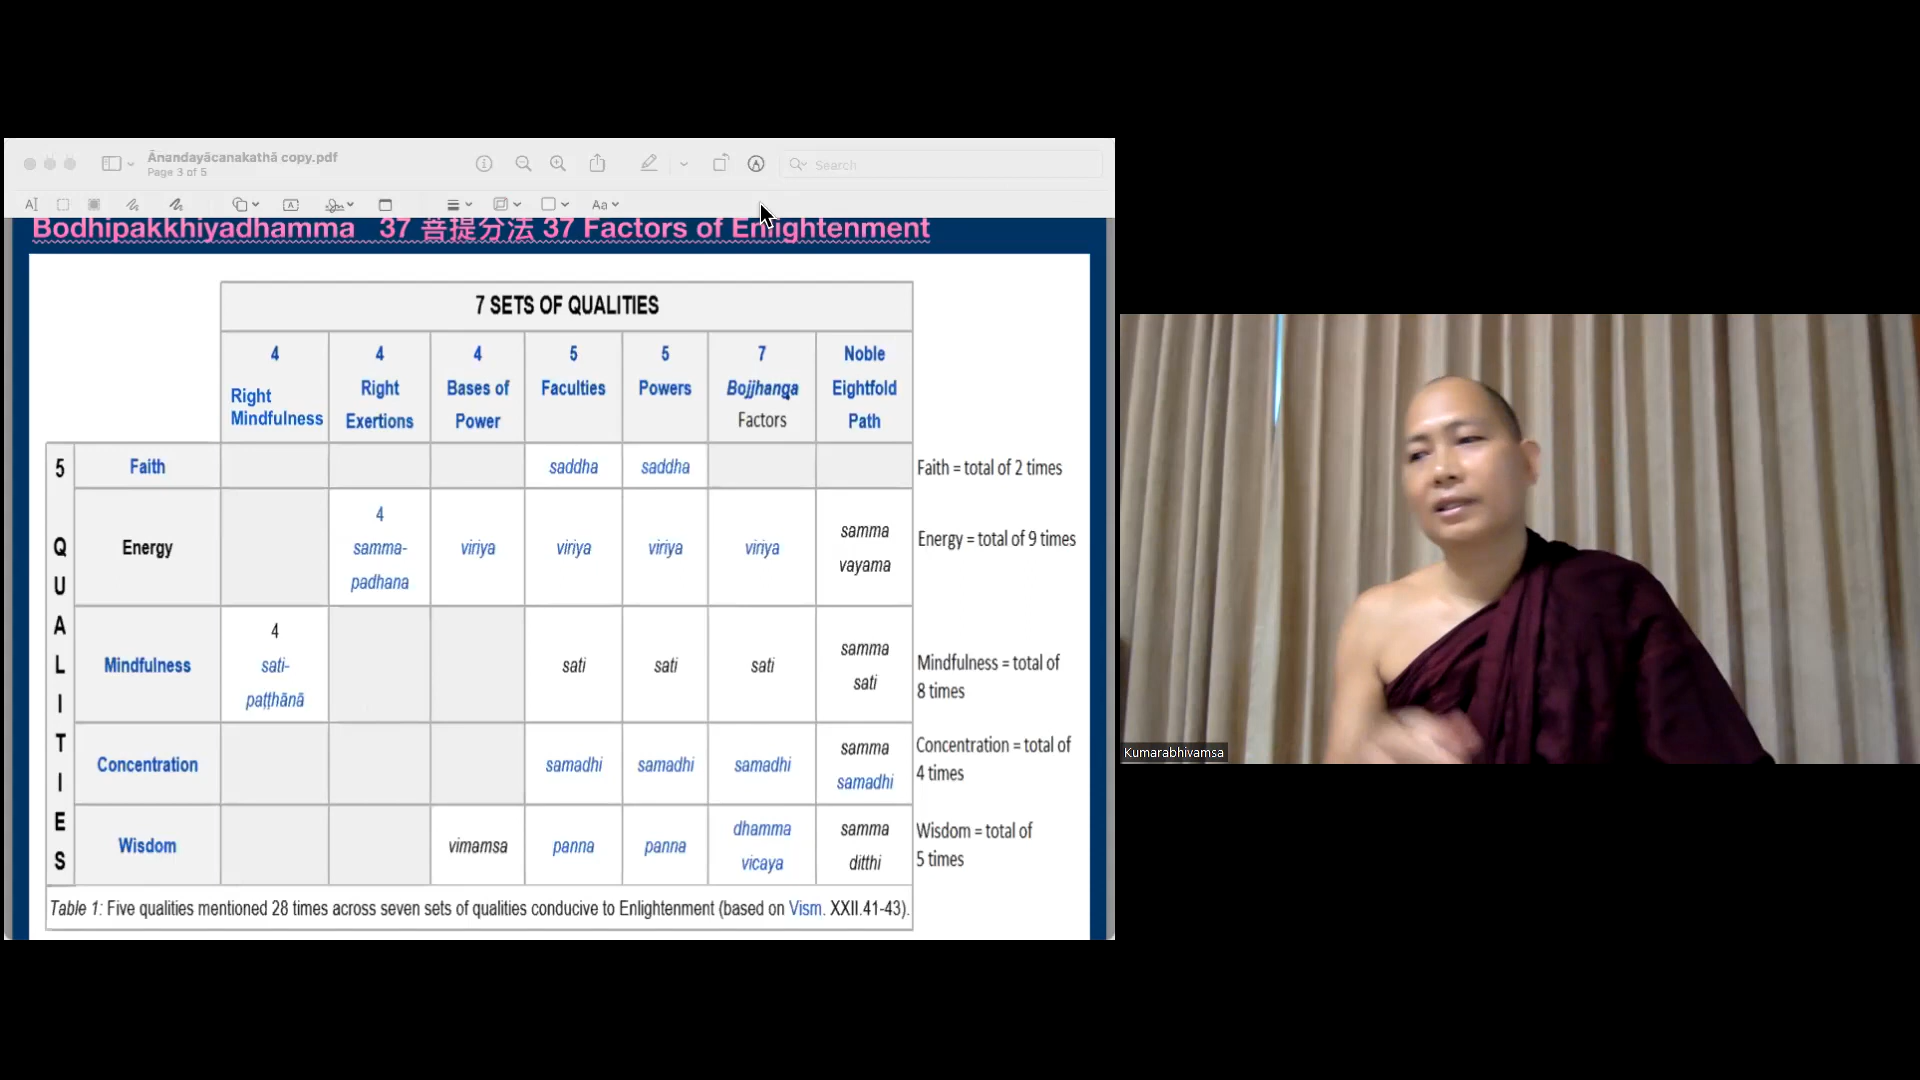 Ānandayācanakathā copy.pdf
Page 3 of 5
Search
Aa
Bodhipakkhiyadhamma 37 菩提分法 37 Factors of Enlightenment
7 SETS OF QUALITIES
4 Right Mindfulness
4 Right Exertions
4 Bases of Power
5 Faculties
5 Powers
7 Bojjhanga Factors
Noble Eightfold Path
5 QUALITIES
Faith
saddha
saddha
Faith = total of 2 times
Energy
4 samma-padhana
viriya
viriya
viriya
viriya
samma vayama
Energy = total of 9 times
Mindfulness
4 sati-paṭṭhānā
sati
sati
sati
samma sati
Mindfulness = total of 8 times
Concentration
samadhi
samadhi
samadhi
samma samadhi
Concentration = total of 4 times
Wisdom
vimamsa
panna
panna
dhamma vicaya
samma ditthi
Wisdom = total of 5 times
Table 1: Five qualities mentioned 28 times across seven sets of qualities conducive to Enlightenment (based on Vism. XXII.41-43).
Kumarabhivamsa